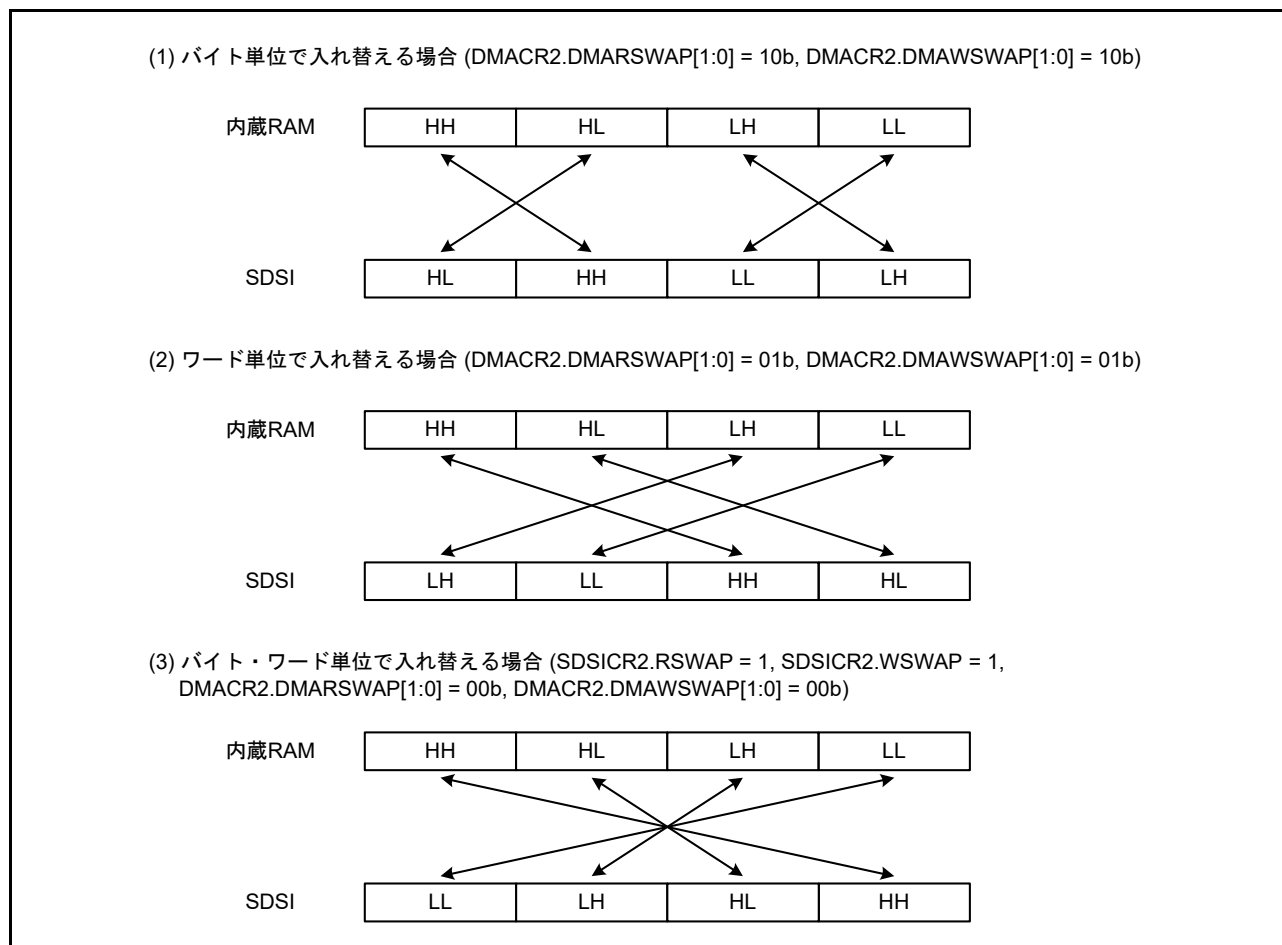 (1) バイト単位で入れ替える場合 (DMACR2.DMARSWAP[1:0] = 10b, DMACR2.DMAWSWAP[1:0] = 10b)
内蔵RAM HH HL LH LL
SDSI HL HH LL LH
(2) ワード単位で入れ替える場合 (DMACR2.DMARSWAP[1:0] = 01b, DMACR2.DMAWSWAP[1:0] = 01b)
内蔵RAM HH HL LH LL
SDSI LH LL HH HL
(3) バイト・ワード単位で入れ替える場合 (SDSICR2.RSWAP = 1, SDSICR2.WSWAP = 1,
DMACR2.DMARSWAP[1:0] = 00b, DMACR2.DMAWSWAP[1:0] = 00b)
内蔵RAM HH HL LH LL
SDSI LL LH HL HH